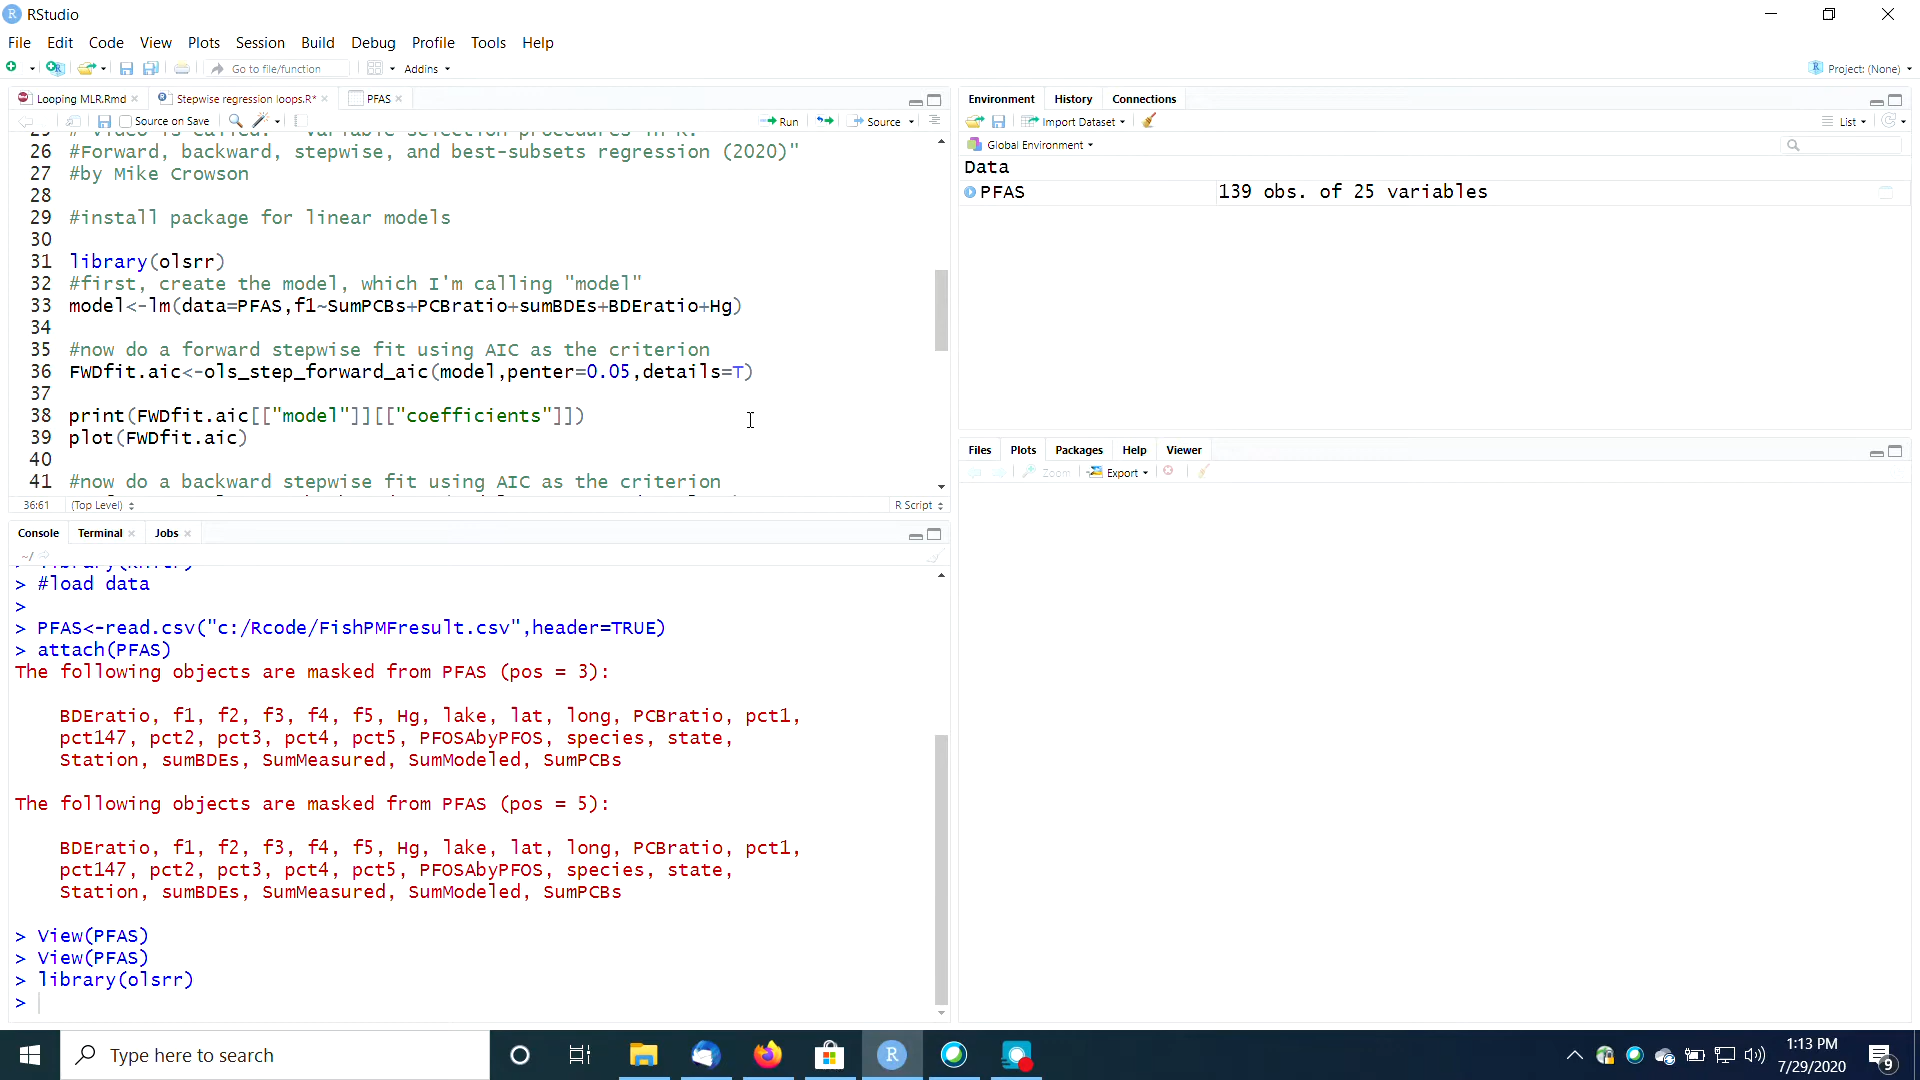 RStudio
File Edit Code View Plots Session Build Debug Profile Tools Help
Go to file/function Addins Project: (None)
Looping MLR.Rmd Stepwise regression loops.R* PFAS
Source on Save Run Source
26 #Forward, backward, stepwise, and best-subsets regression (2020)"
27 #by Mike Crowson
28
29 #install package for linear models
30
31 library(olsrr)
32 #first, create the model, which I'm calling "model"
33 model<-lm(data=PFAS,f1~SumPCBs+PCBratio+sumBDEs+BDEratio+Hg)
34
35 #now do a forward stepwise fit using AIC as the criterion
36 FWDfit.aic<-ols_step_forward_aic(model,penter=0.05,details=T)
37
38 print(FWDfit.aic[["model"]][["coefficients"]])
39 plot(FWDfit.aic)
40
41 #now do a backward stepwise fit using AIC as the criterion
36:61 (Top Level) R Script
Console Terminal Jobs
~/
> #load data
>
> PFAS<-read.csv("c:/Rcode/FishPMFresult.csv",header=TRUE)
> attach(PFAS)
The following objects are masked from PFAS (pos = 3):
BDEratio, f1, f2, f3, f4, f5, Hg, lake, lat, long, PCBratio, pct1,
pct147, pct2, pct3, pct4, pct5, PFOSAbyPFOS, species, state,
Station, sumBDEs, SumMeasured, SumModeled, SumPCBs
The following objects are masked from PFAS (pos = 5):
BDEratio, f1, f2, f3, f4, f5, Hg, lake, lat, long, PCBratio, pct1,
pct147, pct2, pct3, pct4, pct5, PFOSAbyPFOS, species, state,
Station, sumBDEs, SumMeasured, SumModeled, SumPCBs
> View(PFAS)
> View(PFAS)
> library(olsrr)
>
Environment History Connections
Import Dataset List
Global Environment
Data
PFAS 139 obs. of 25 variables
Files Plots Packages Help Viewer
Zoom Export
Type here to search
1:13 PM
7/29/2020
9